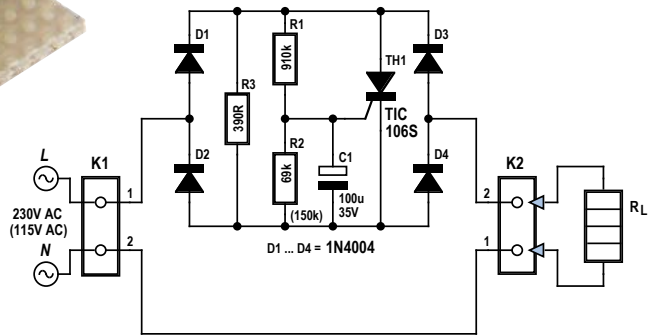 D1
R1
D3
910k
TH1
R3
390R
TIC
106S
L
K1
D2
R2
69k
C1
D4
K2
1
2
RL
230V AC
(115V AC)
(150k)
100u
35V
N
2
1
D1 ... D4 = 1N4004